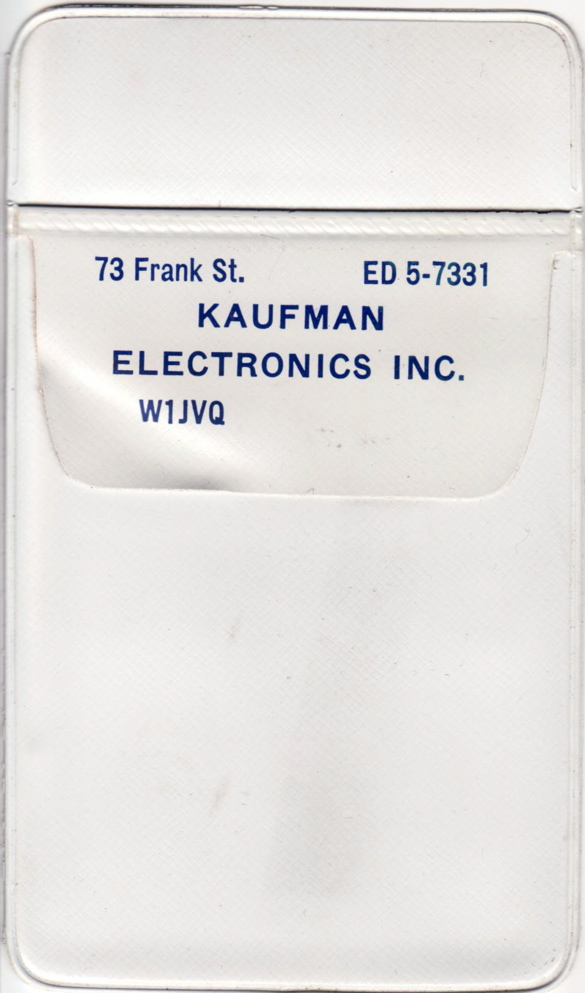 73 Frank St. ED 5-7331
KAUFMAN
ELECTRONICS INC.
W1JVQ